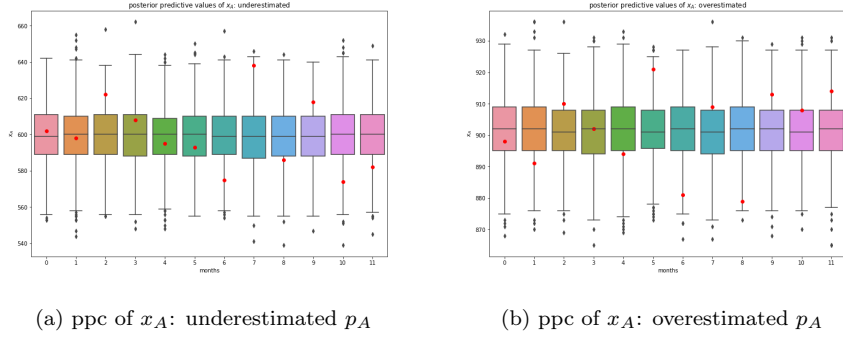 posterior predictive values of x_A: underestimated
660
640
620
600
580
560
540
x_A
0 1 2 3 4 5 6 7 8 9 10 11
months
(a) ppc of x_A: underestimated p_A
posterior predictive values of x_A: overestimated
930
920
910
900
890
880
870
x_A
0 1 2 3 4 5 6 7 8 9 10 11
months
(b) ppc of x_A: overestimated p_A